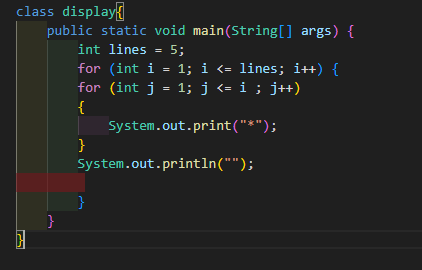 class display{
    public static void main(String[] args) {
        int lines = 5;
        for (int i = 1; i <= lines; i++) {
        for (int j = 1; j <= i ; j++)
        {
            System.out.print("*");
        }
        System.out.println("");
        }
    }
}